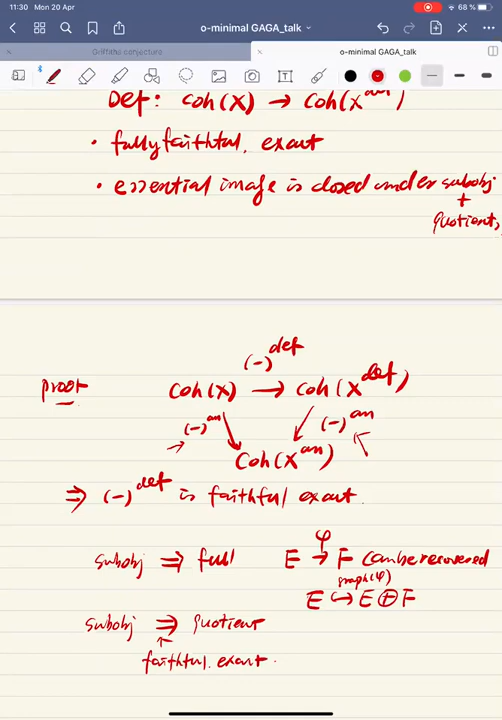 11:30 Mon 20 Apr
68 %
o-minimal GAGA_talk
Griffiths conjecture
o-minimal GAGA_talk
Def: Coh(X) → Coh(X^an)
• fully faithful, exact
• essential image is closed under subobj
+
quotients,
proof
(-)^def
Coh(X) → Coh(X^def)
→ (-)^an ↘ ↙ (-)^an ↖
Coh(X^an)
⇒ (-)^def is faithful exact.
subobj ⇒ full E →^φ F can be recovered
graph(φ)
E ↪ E ⊕ F
subobj ⇒ quotient
↑
faithful. exact.